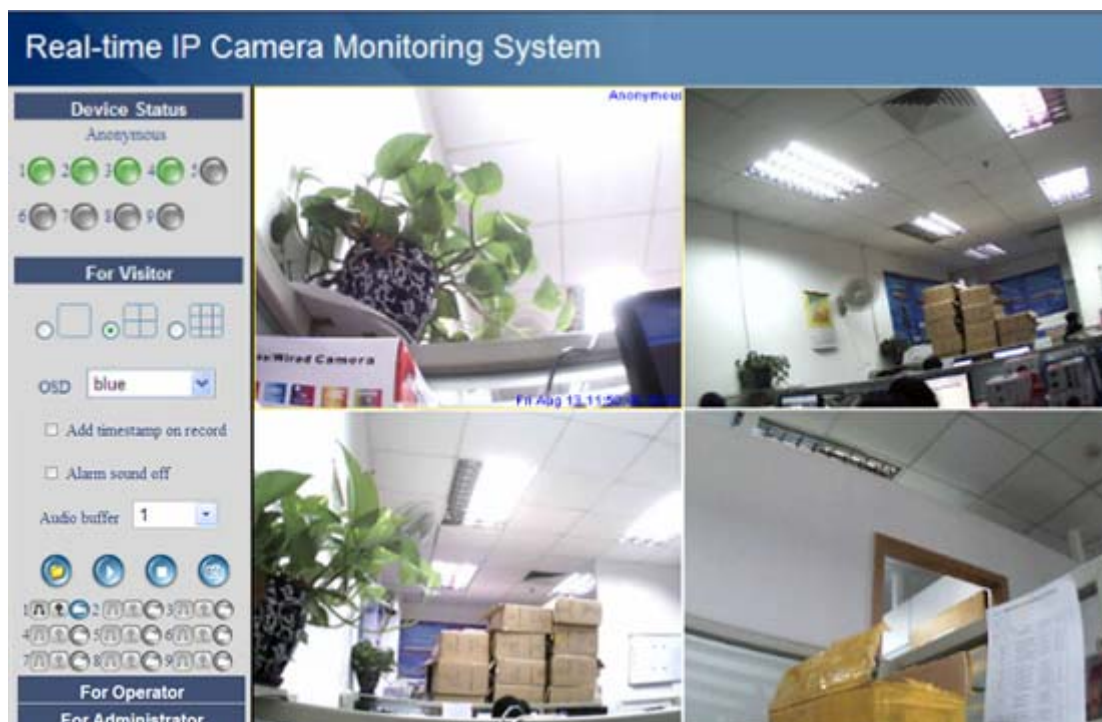 Real-time IP Camera Monitoring System
Device Status
Anonymous
1 2 3 4 5
6 7 8 9
For Visitor
OSD blue
Add timestamp on record
Alarm sound off
Audio buffer 1
1 2 3
4 5 6
7 8 9
For Operator
For Administrator
Anonymous
Wired Camera
Fri Aug 13 11: